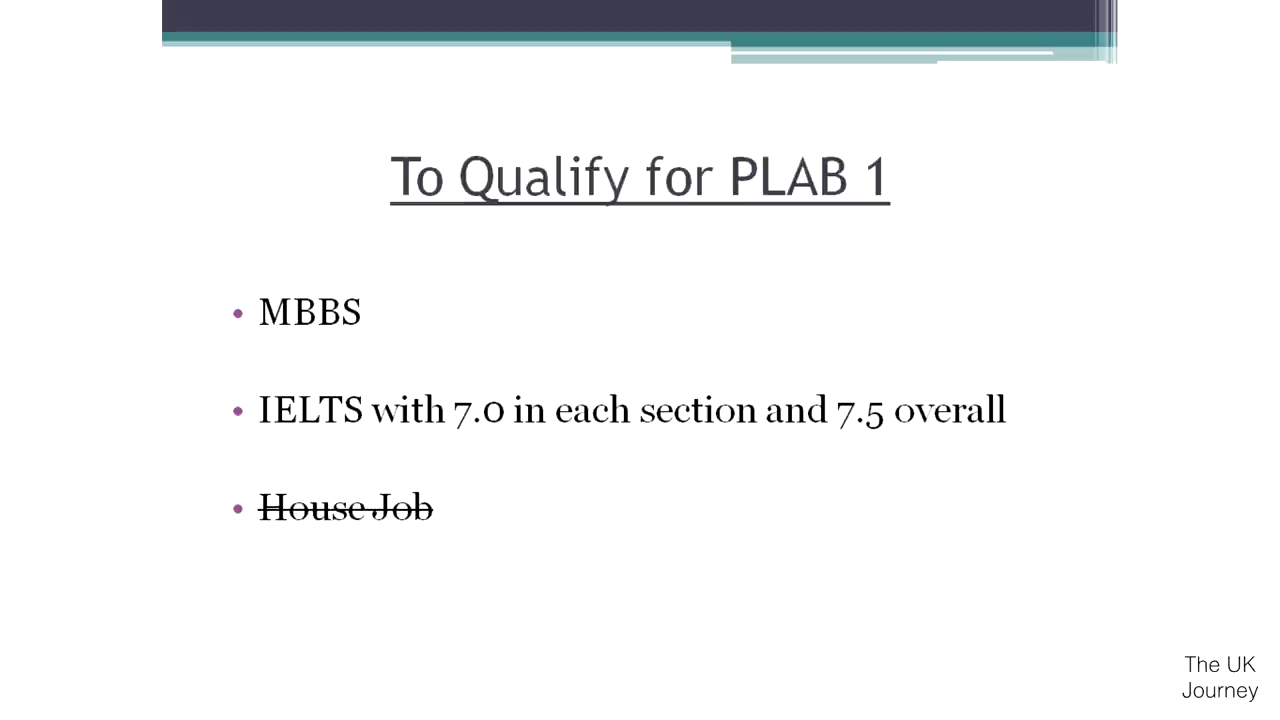 To Qualify for PLAB 1
• MBBS
• IELTS with 7.0 in each section and 7.5 overall
• House Job
The UK
Journey